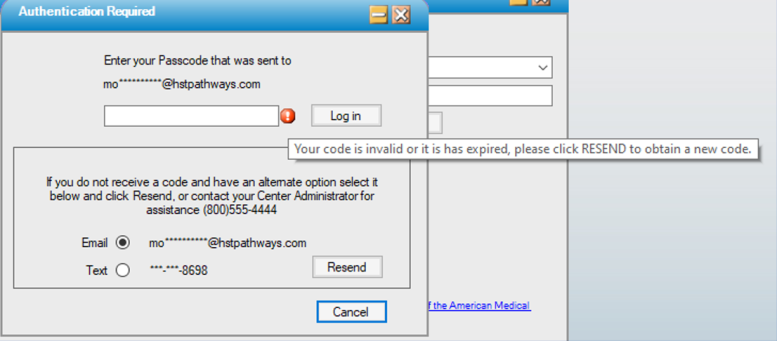 Authentication Required
Enter your Passcode that was sent to
mo**********@hstpathways.com
Log in
Your code is invalid or it is has expired, please click RESEND to obtain a new code.
If you do not receive a code and have an alternate option select it
below and click Resend, or contact your Center Administrator for
assistance (800)555-4444
Email mo**********@hstpathways.com
Text ***-***-8698
Resend
Cancel
f the American Medical